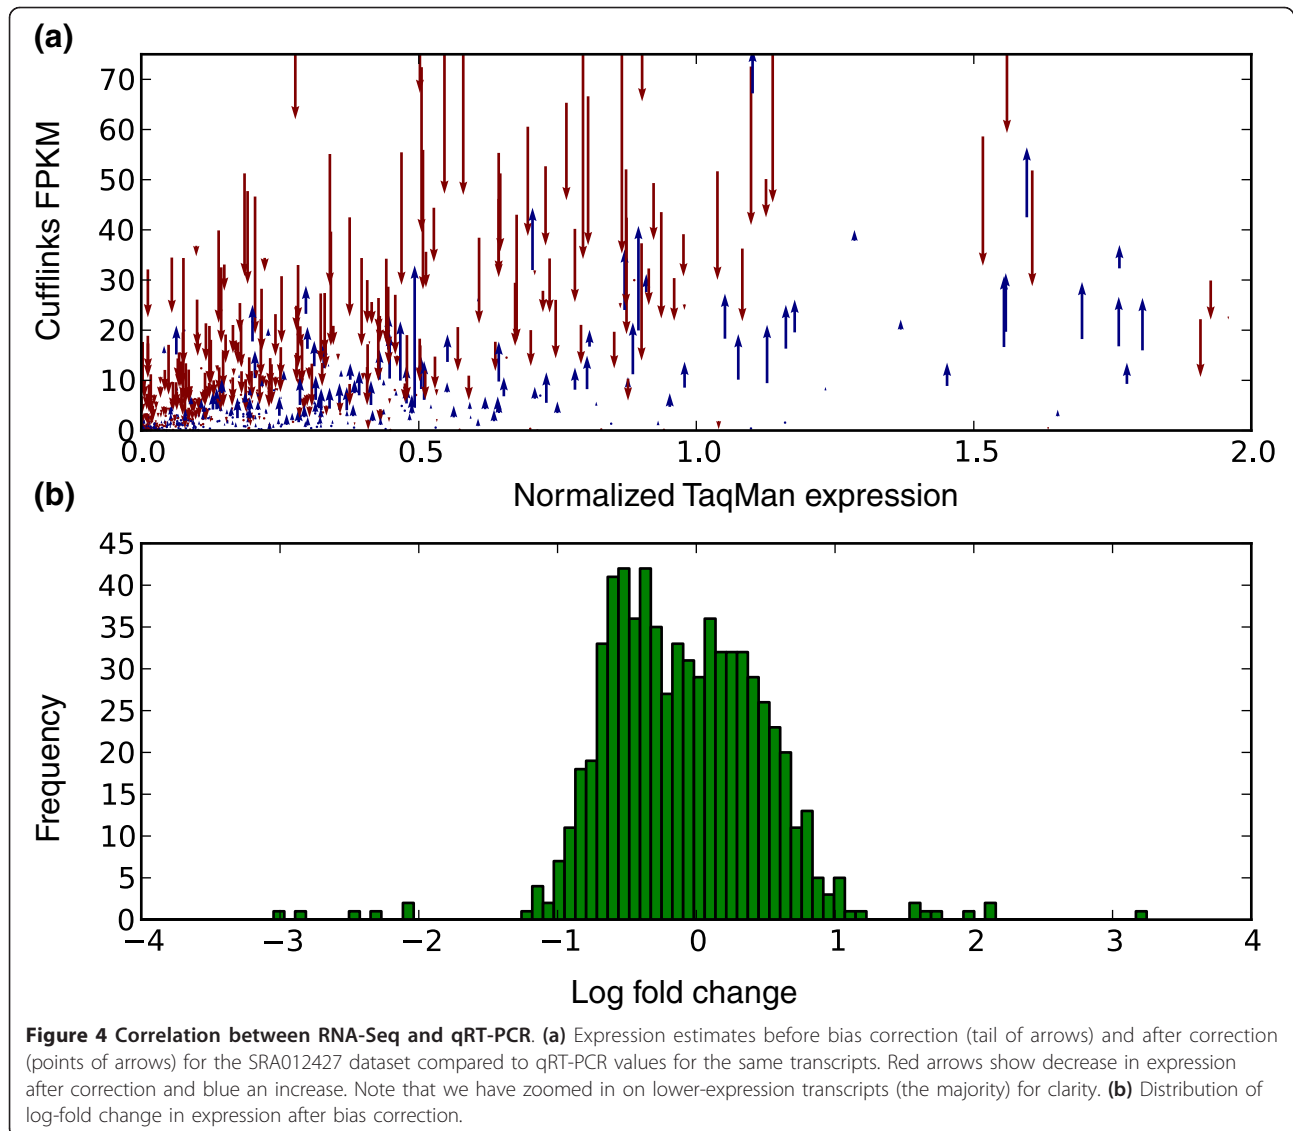 (a)
70
60
50
40
30
20
10
0
Cufflinks FPKM
0.0 0.5 1.0 1.5 2.0
Normalized TaqMan expression
(b)
45
40
35
30
25
20
15
10
5
0
Frequency
−4 −3 −2 −1 0 1 2 3 4
Log fold change
Figure 4 Correlation between RNA-Seq and qRT-PCR. (a) Expression estimates before bias correction (tail of arrows) and after correction
(points of arrows) for the SRA012427 dataset compared to qRT-PCR values for the same transcripts. Red arrows show decrease in expression
after correction and blue an increase. Note that we have zoomed in on lower-expression transcripts (the majority) for clarity. (b) Distribution of
log-fold change in expression after bias correction.